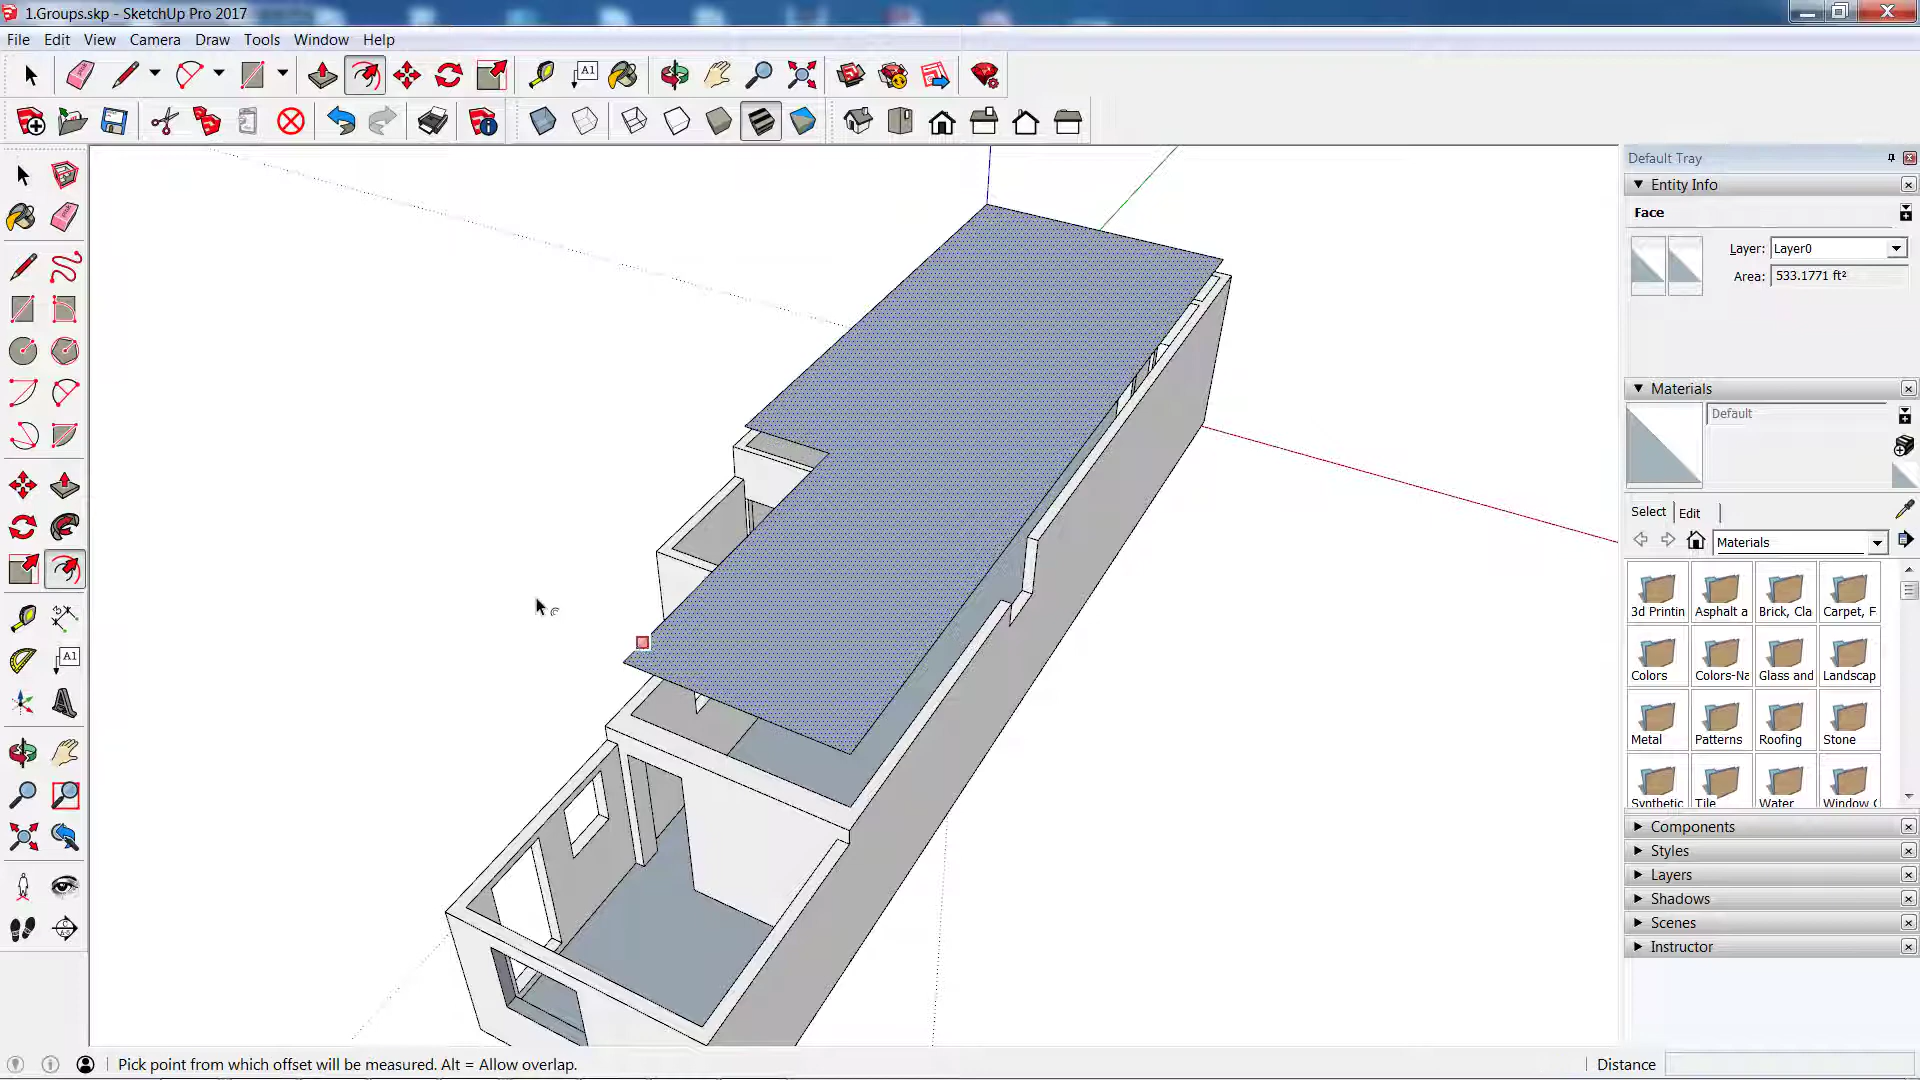 1.Groups.skp - SketchUp Pro 2017
File Edit View Camera Draw Tools Window Help
A1
Default Tray
Entity Info
Face
Layer: Layer0
Area: 533.1771 ft²
Materials
Default
Select Edit
Materials
3d Printin Asphalt a Brick, Cla Carpet, F
Colors Colors-Na Glass and Landscap
Metal Patterns Roofing Stone
Synthetic Tile Water Window C
A1
Components
Styles
Layers
Shadows
Scenes
Instructor
Pick point from which offset will be measured. Alt = Allow overlap.
Distance